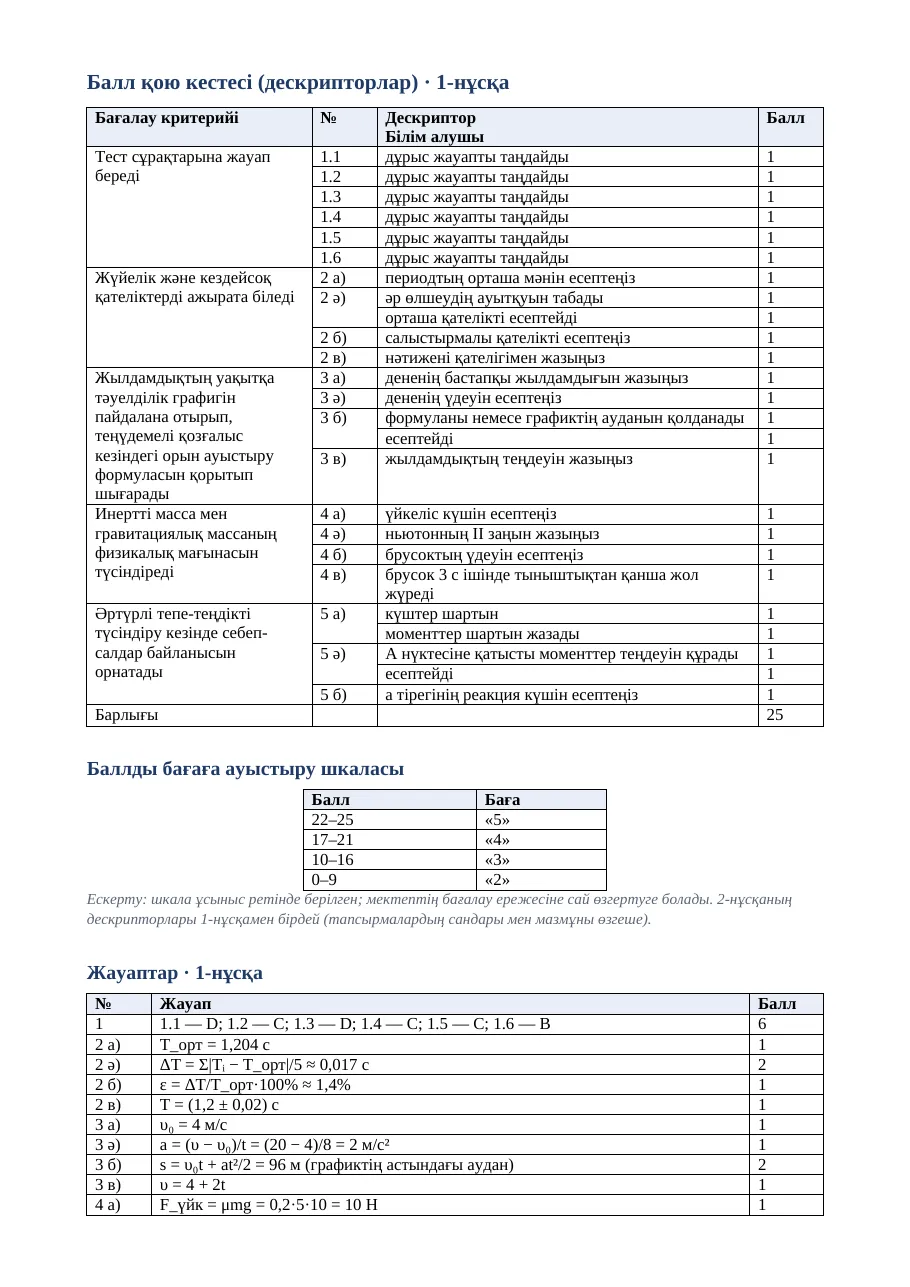 Балл қою кестесі (дескрипторлар) · 1-нұсқа
Бағалау критерийі № Дескриптор Балл
Білім алушы
Тест сұрақтарына жауап 1.1 дұрыс жауапты таңдайды 1
береді 1.2 дұрыс жауапты таңдайды 1
1.3 дұрыс жауапты таңдайды 1
1.4 дұрыс жауапты таңдайды 1
1.5 дұрыс жауапты таңдайды 1
1.6 дұрыс жауапты таңдайды 1
Жүйелік және кездейсоқ 2 а) периодтың орташа мәнін есептеңіз 1
қателіктерді ажырата біледі 2 ә) әр өлшеудің ауытқуын табады 1
орташа қателікті есептейді 1
2 б) салыстырмалы қателікті есептеңіз 1
2 в) нәтижені қателігімен жазыңыз 1
Жылдамдықтың уақытқа 3 а) дененің бастапқы жылдамдығын жазыңыз 1
тәуелділік графигін 3 ә) дененің үдеуін есептеңіз 1
пайдалана отырып, 3 б) формуланы немесе графиктің ауданын қолданады 1
теңүдемелі қозғалыс есептейді 1
кезіндегі орын ауыстыру 3 в) жылдамдықтың теңдеуін жазыңыз 1
формуласын қорытып
шығарады
Инертті масса мен 4 а) үйкеліс күшін есептеңіз 1
гравитациялық массаның 4 ә) ньютонның II заңын жазыңыз 1
физикалық мағынасын 4 б) брусоктың үдеуін есептеңіз 1
түсіндіреді 4 в) брусок 3 с ішінде тыныштықтан қанша жол 1
жүреді
Әртүрлі тепе-теңдікті 5 а) күштер шартын 1
түсіндіру кезінде себеп- моменттер шартын жазады 1
салдар байланысын 5 ә) А нүктесіне қатысты моменттер теңдеуін құрады 1
орнатады есептейді 1
5 б) а тірегінің реакция күшін есептеңіз 1
Барлығы 25
Баллды бағаға ауыстыру шкаласы
Балл Баға
22–25 «5»
17–21 «4»
10–16 «3»
0–9 «2»
Ескерту: шкала ұсыныс ретінде берілген; мектептің бағалау ережесіне сай өзгертуге болады. 2-нұсқаның
дескрипторлары 1-нұсқамен бірдей (тапсырмалардың сандары мен мазмұны өзгеше).
Жауаптар · 1-нұсқа
№ Жауап Балл
1 1.1 — D; 1.2 — C; 1.3 — D; 1.4 — C; 1.5 — C; 1.6 — B 6
2 а) T_орт = 1,204 с 1
2 ә) ΔT = Σ|Tᵢ − T_орт|/5 ≈ 0,017 с 2
2 б) ε = ΔT/T_орт·100% ≈ 1,4% 1
2 в) T = (1,2 ± 0,02) с 1
3 а) υ₀ = 4 м/с 1
3 ә) a = (υ − υ₀)/t = (20 − 4)/8 = 2 м/с² 1
3 б) s = υ₀t + at²/2 = 96 м (графиктің астындағы аудан) 2
3 в) υ = 4 + 2t 1
4 а) F_үйк = μmg = 0,2·5·10 = 10 Н 1